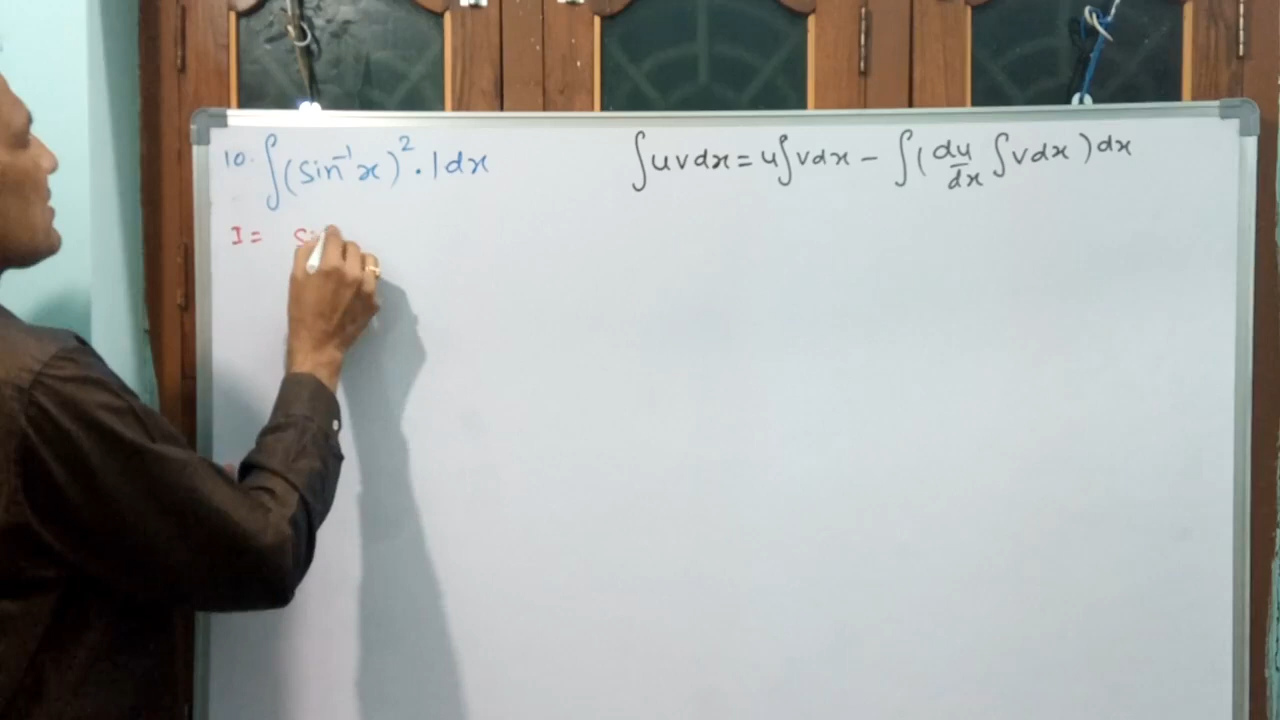 10. ∫(sin⁻¹x)².1dx
∫uvdx = u∫vdx − ∫(du/dx ∫vdx)dx
I =